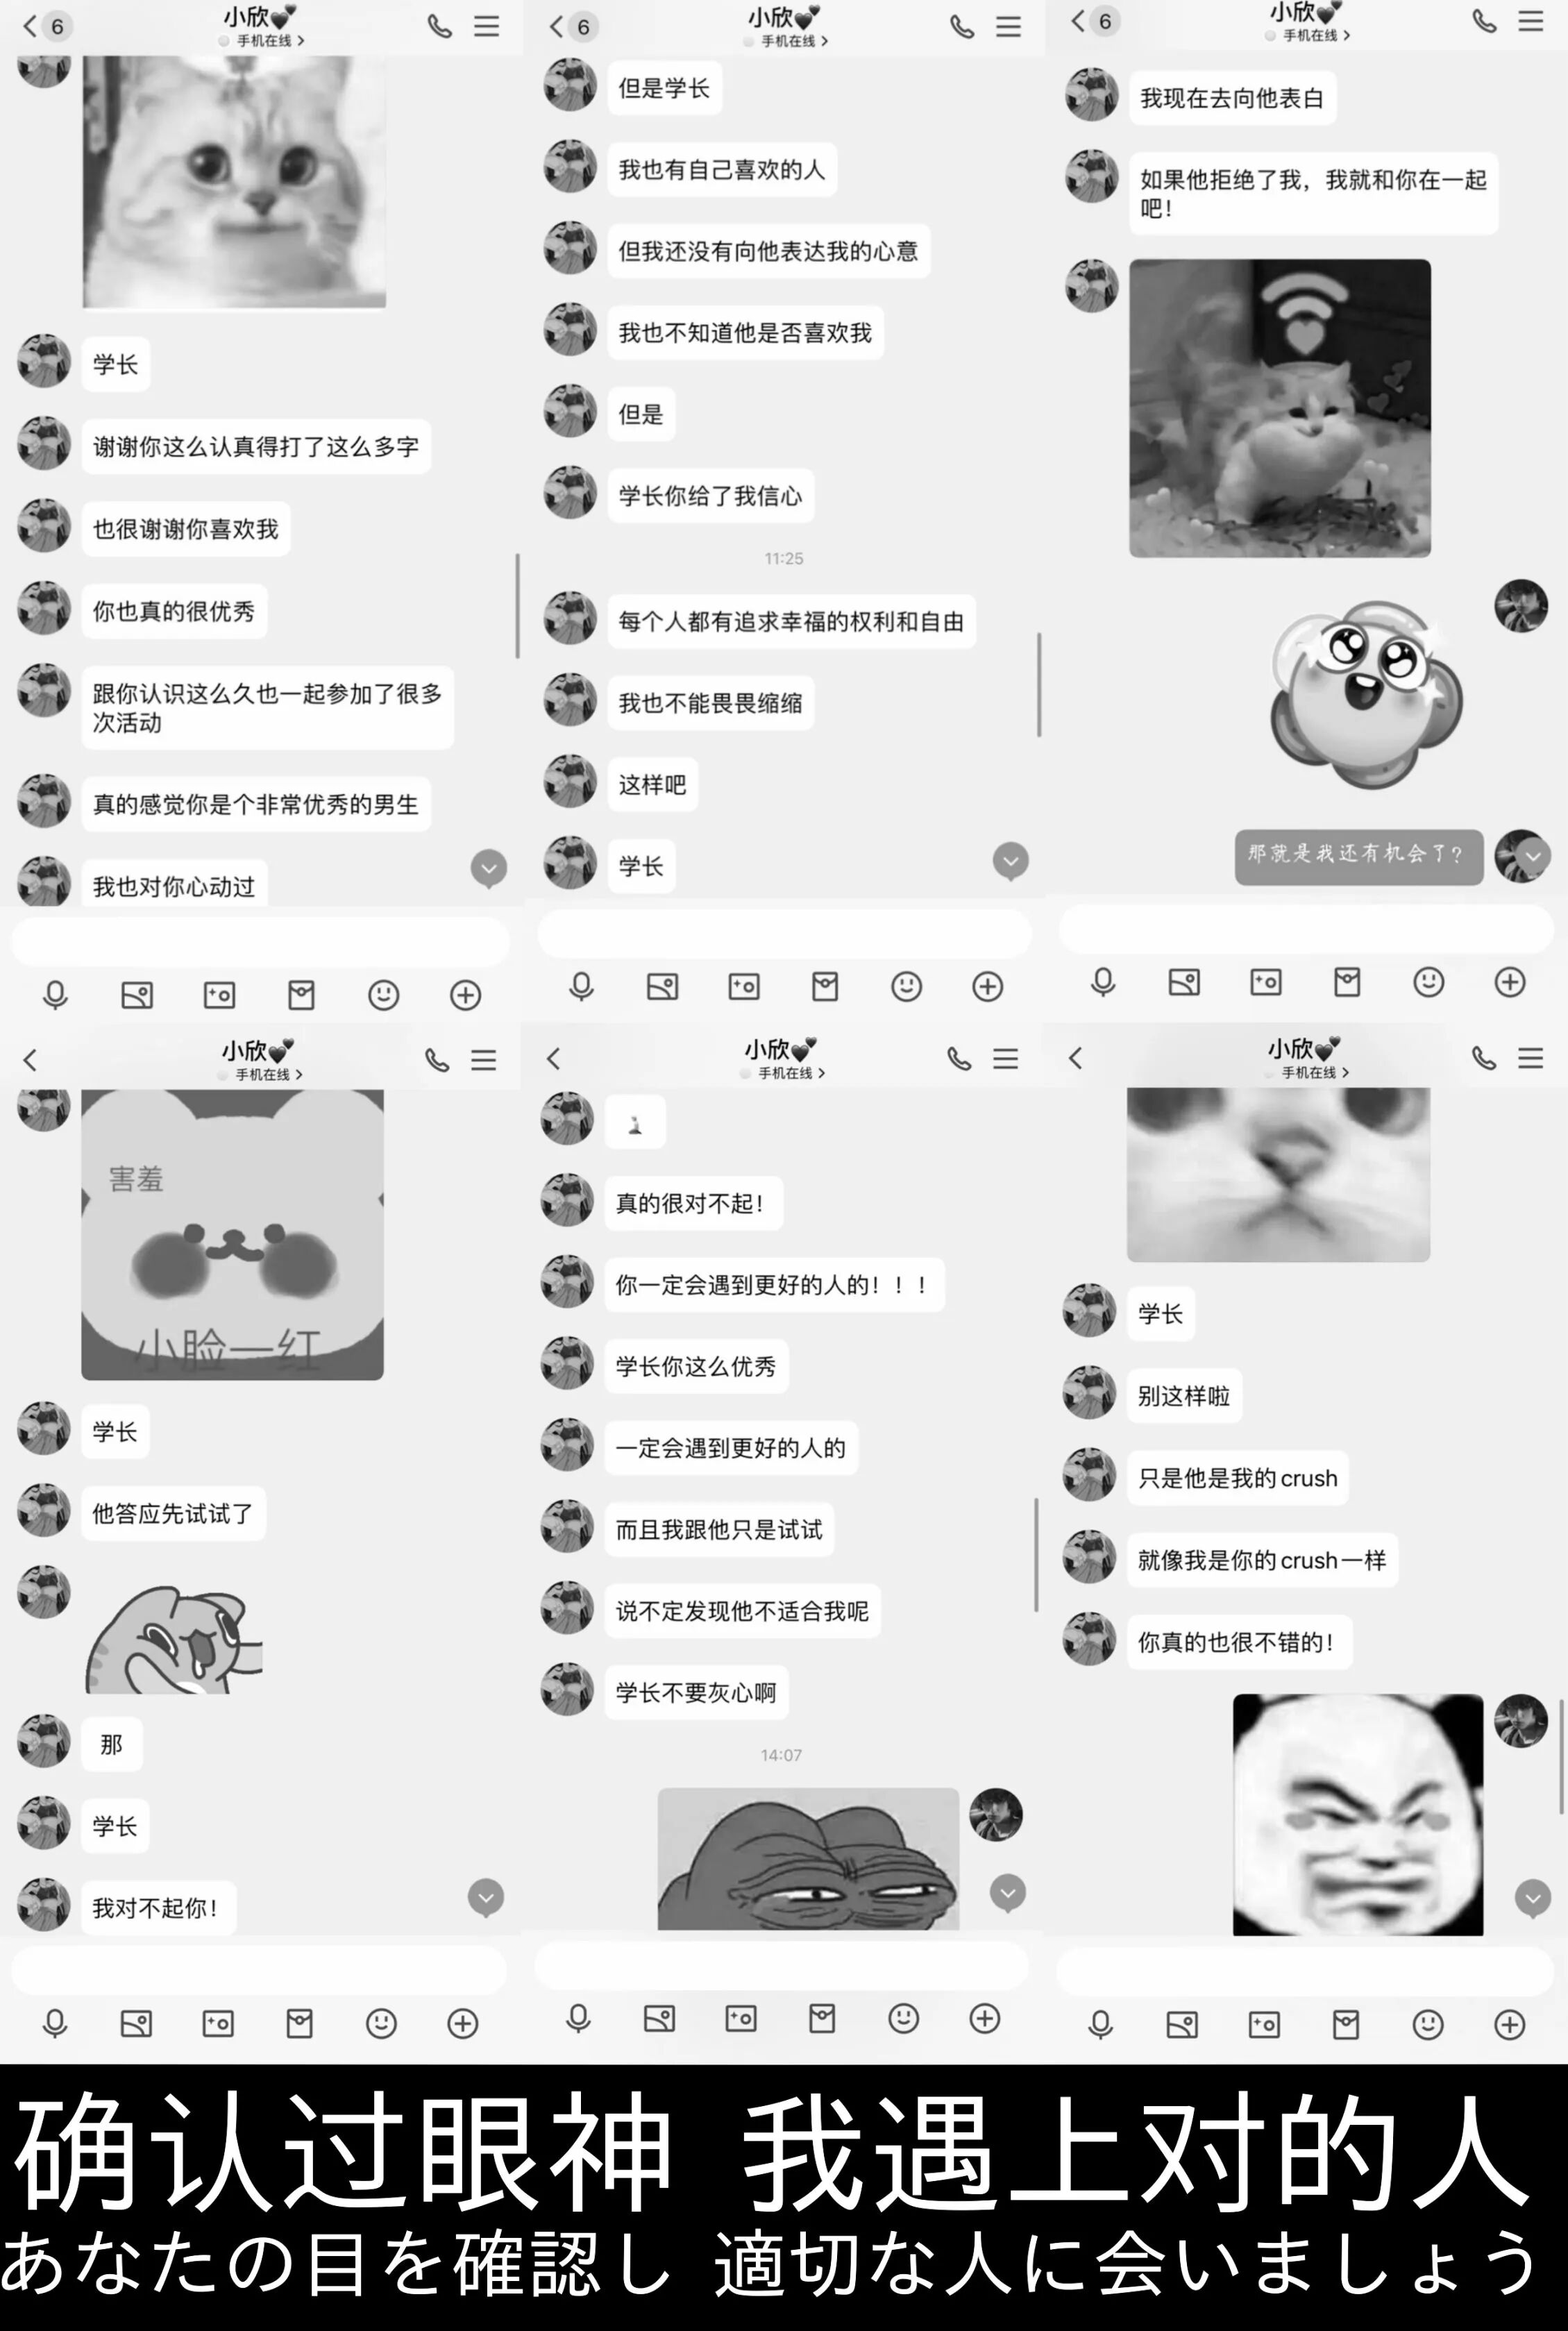 6
小欣💕
手机在线
学长
谢谢你这么认真得打了这么多字
也很谢谢你喜欢我
你也真的很优秀
跟你认识这么久也一起参加了很多
次活动
真的感觉你是个非常优秀的男生
我也对你心动过
6
小欣💕
手机在线
但是学长
我也有自己喜欢的人
但我还没有向他表达我的心意
我也不知道他是否喜欢我
但是
学长你给了我信心
11:25
每个人都有追求幸福的权利和自由
我也不能畏畏缩缩
这样吧
学长
6
小欣💕
手机在线
我现在去向他表白
如果他拒绝了我，我就和你在一起
吧！
那就是我还有机会了?
小欣💕
手机在线
害羞
小脸一红
学长
他答应先试试了
那
学长
我对不起你！
小欣💕
手机在线
真的很对不起！
你一定会遇到更好的人的！！！
学长你这么优秀
一定会遇到更好的人的
而且我跟他只是试试
说不定发现他不适合我呢
学长不要灰心啊
14:07
小欣💕
手机在线
学长
别这样啦
只是他是我的crush
就像我是你的crush一样
你真的也很不错的！
确认过眼神 我遇上对的人
あなたの目を確認し 適切な人に会いましょう